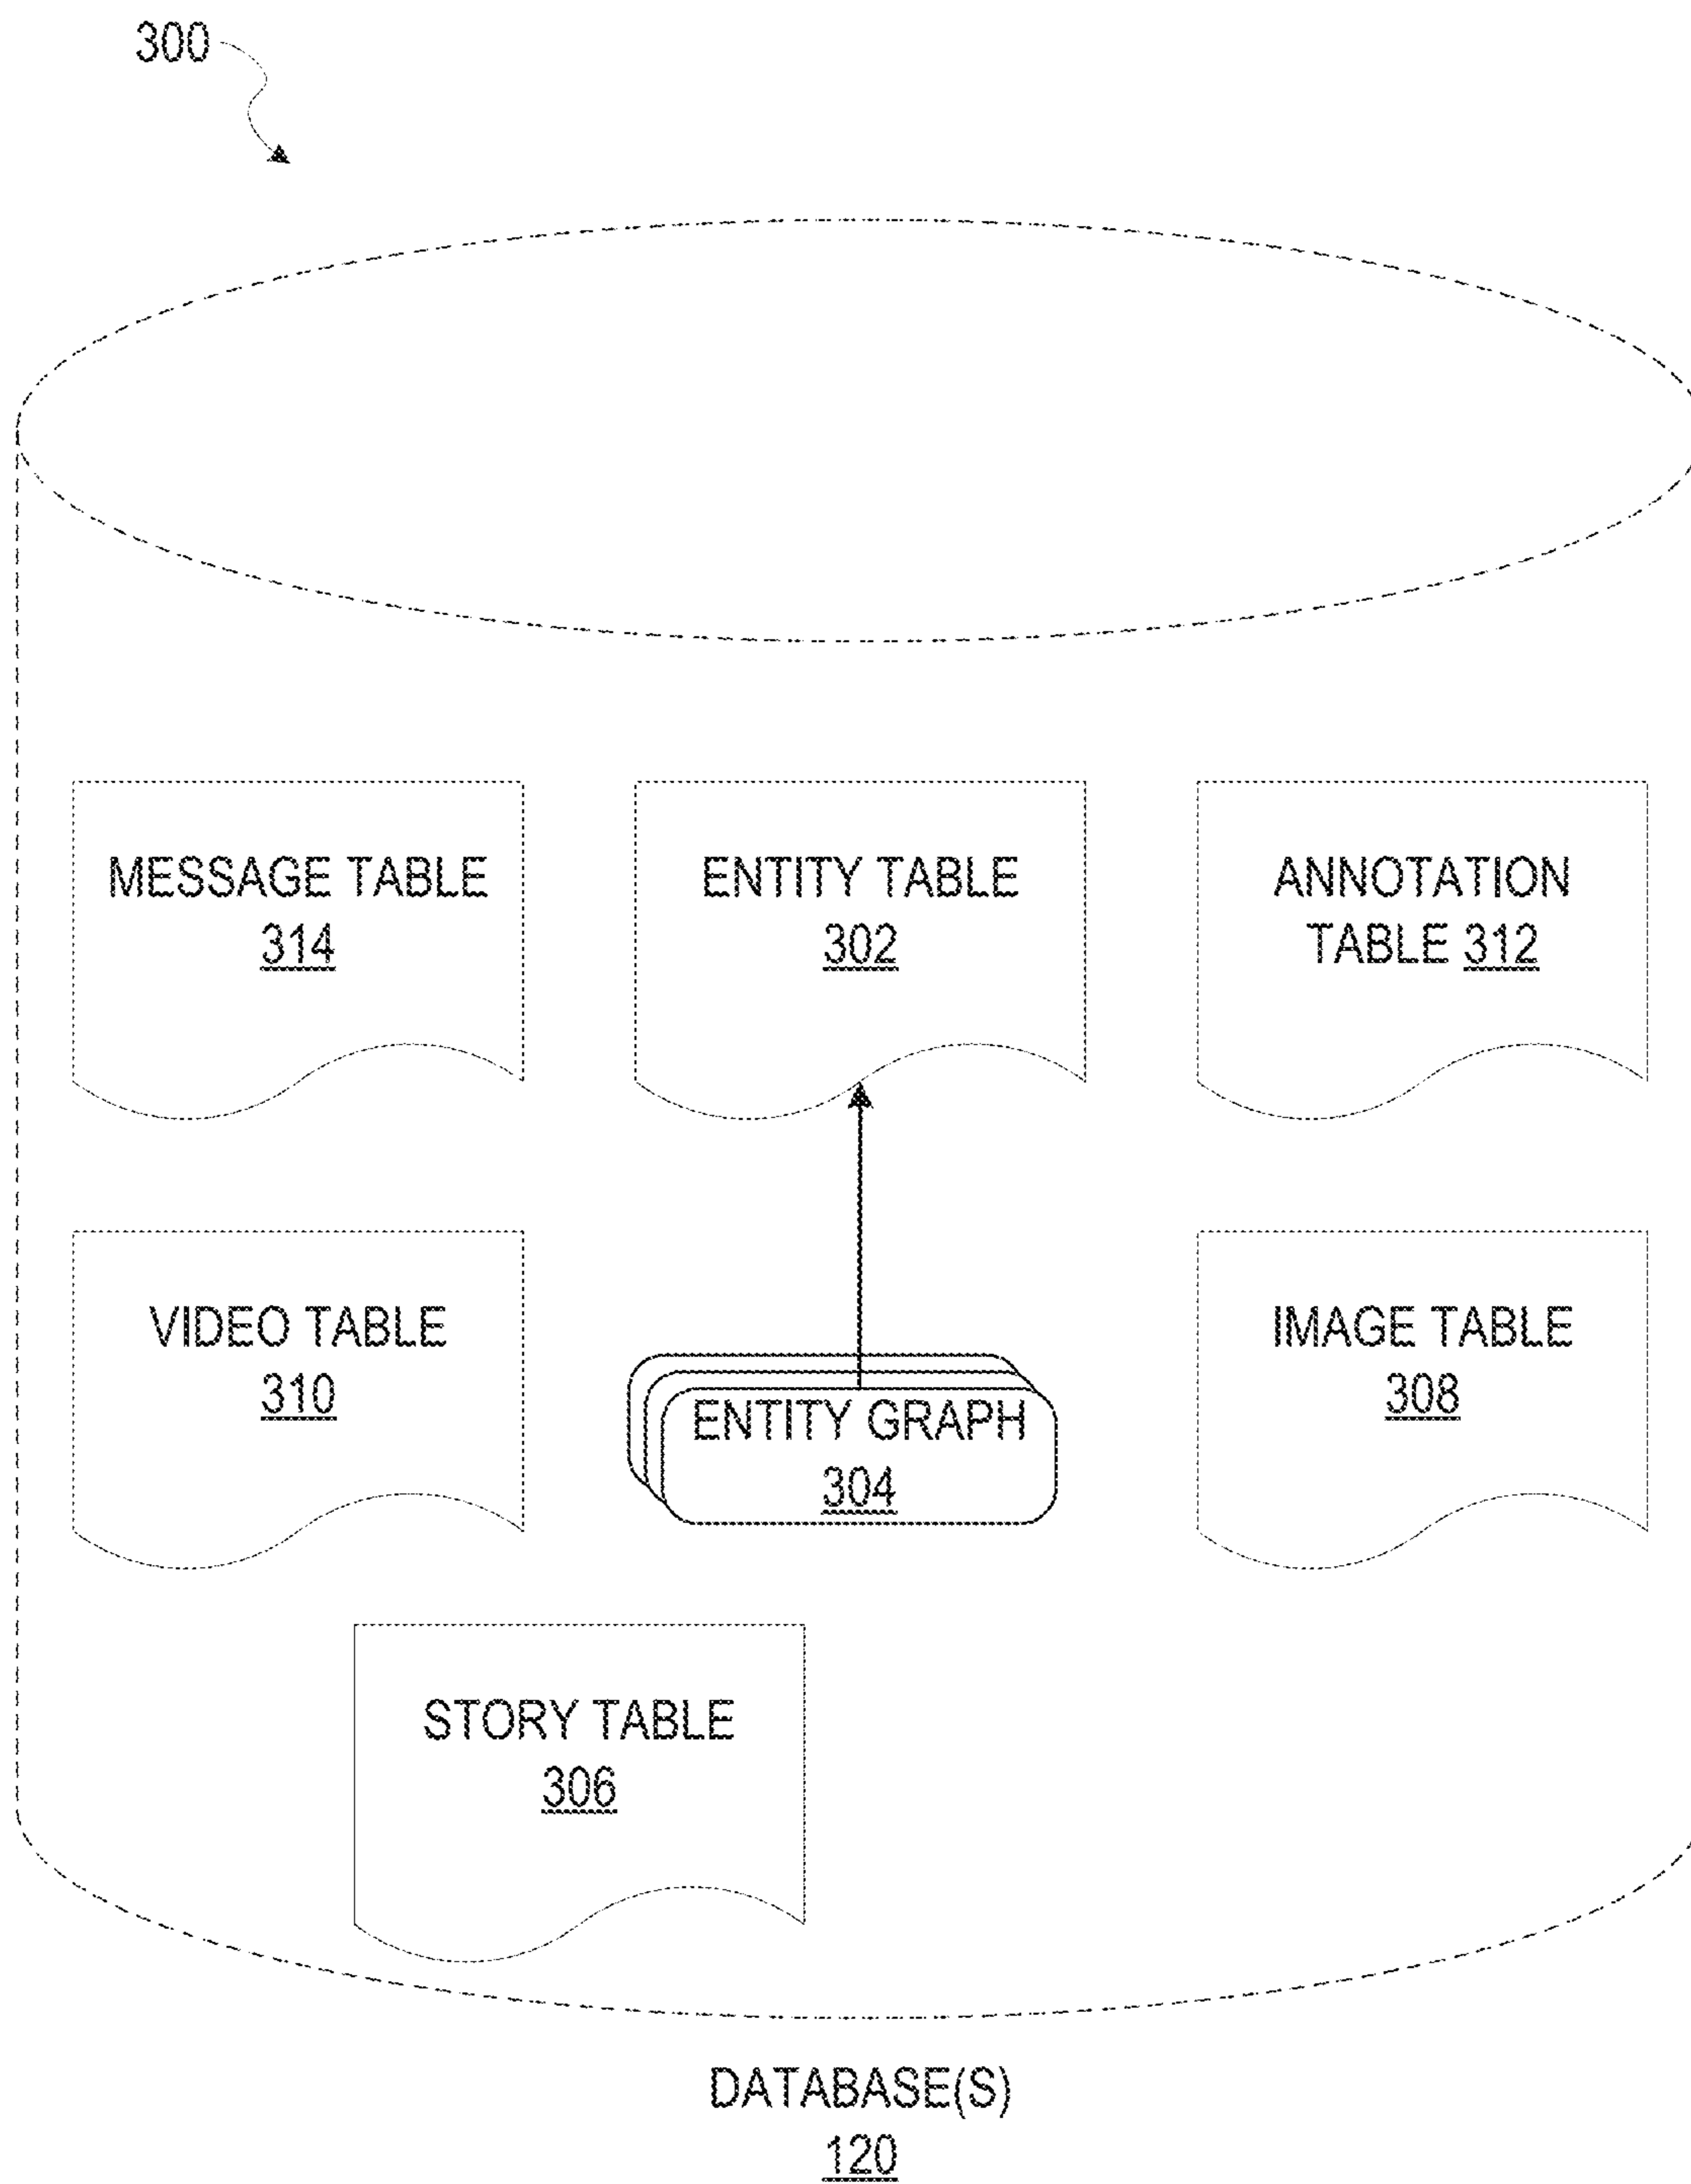 300
MESSAGE TABLE
314
ENTITY TABLE
302
ANNOTATION
TABLE 312
VIDEO TABLE
310
ENTITY GRAPH
304
IMAGE TABLE
308
STORY TABLE
306
DATABASE(S)
120